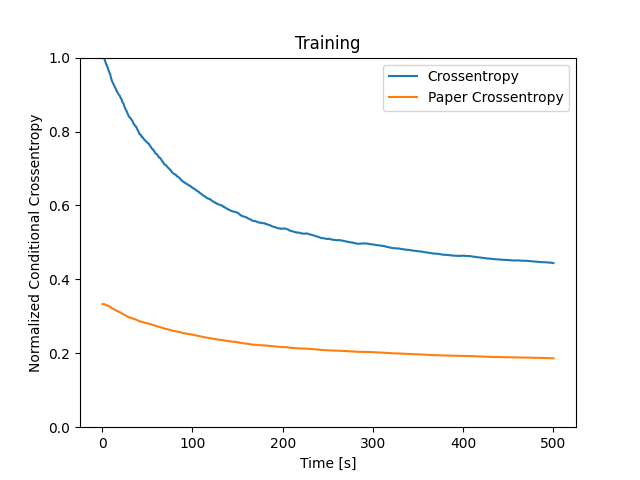 Training
Crossentropy
Paper Crossentropy
Normalized Conditional Crossentropy
1.0
0.8
0.6
0.4
0.2
0.0
0 100 200 300 400 500
Time [s]